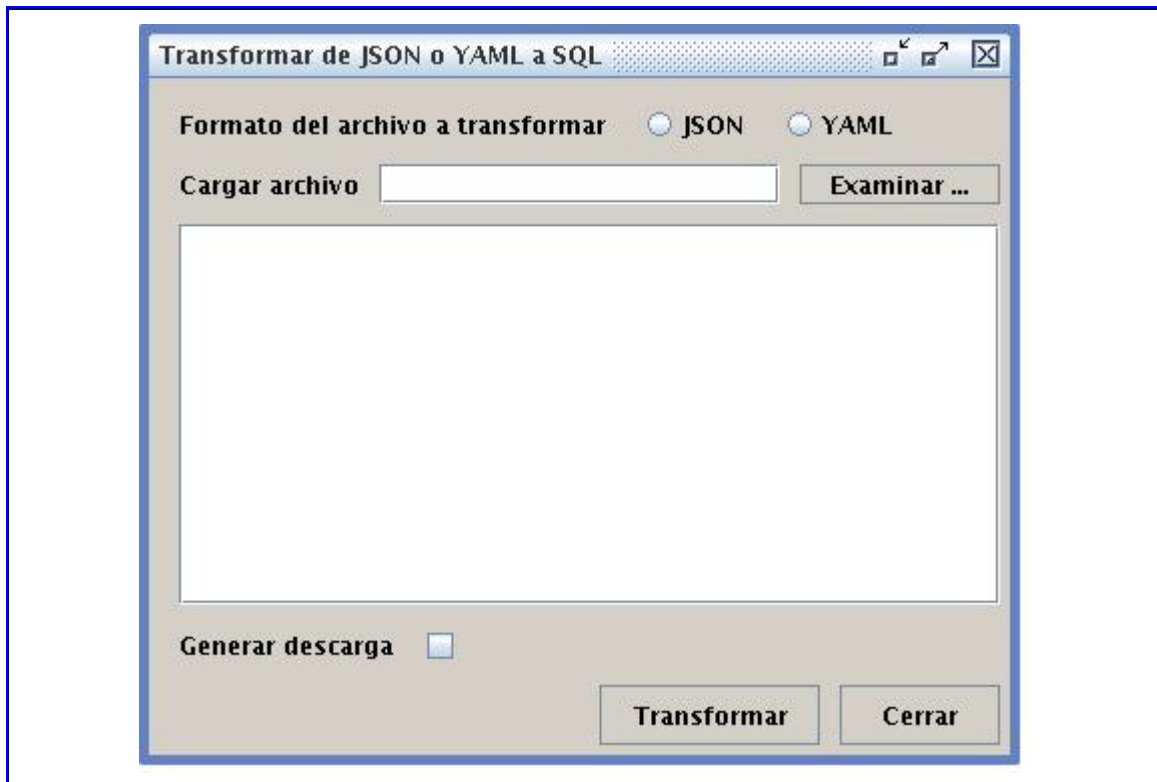 Transformar de JSON o YAML a SQL
Formato del archivo a transformar JSON YAML
Cargar archivo Examinar ...
Generar descarga
Transformar Cerrar